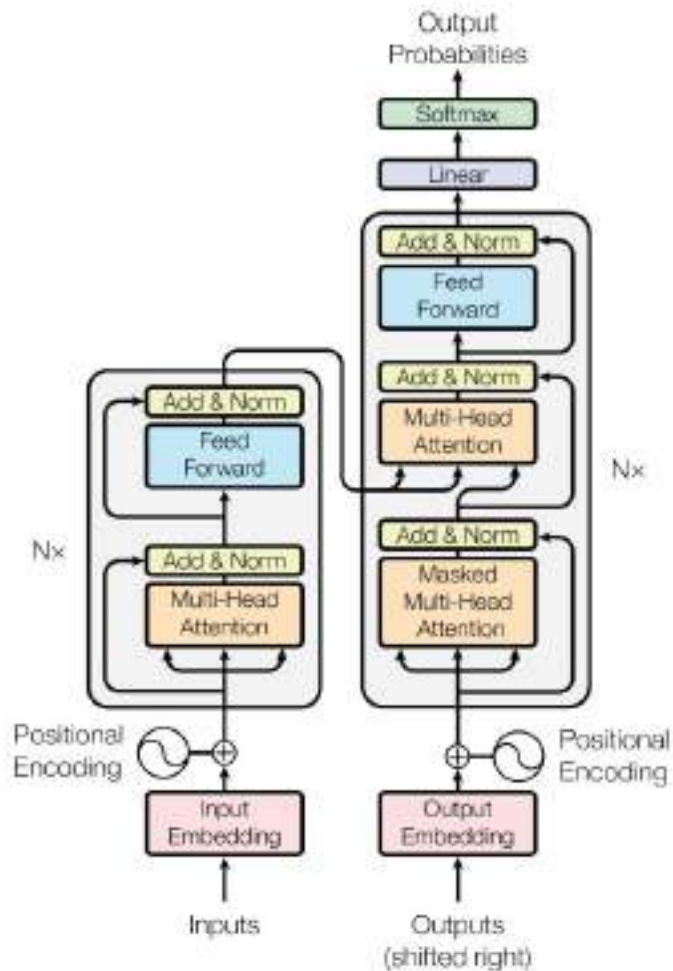 Output
Probabilities
Softmax
Linear
Add & Norm
Feed
Forward
Add & Norm
Multi-Head
Attention
Nx
Add & Norm
Masked
Multi-Head
Attention
Add & Norm
Feed
Forward
Nx
Add & Norm
Multi-Head
Attention
Positional
Encoding
Positional
Encoding
Input
Embedding
Output
Embedding
Inputs
Outputs
(shifted right)